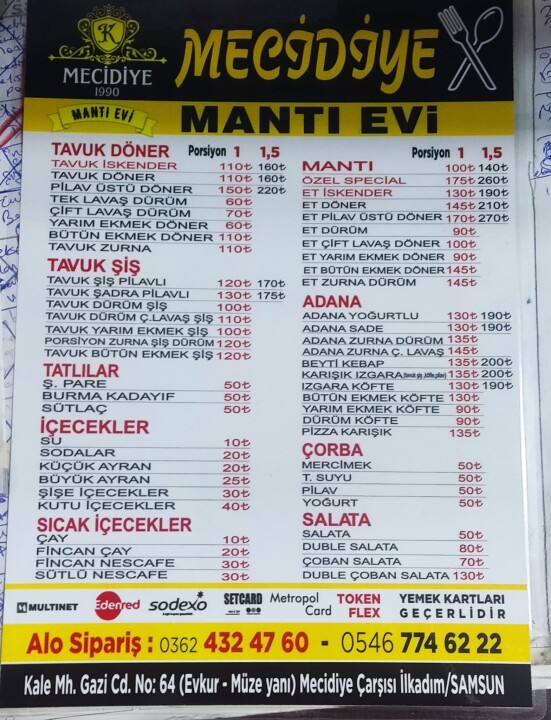 K
MECİDİYE
1990
MECİDİYE
MANTI EVİ
MANTI EVİ
TAVUK DÖNER Porsiyon 1 1,5
TAVUK İSKENDER 110₺ 160₺
TAVUK DÖNER 110₺ 160₺
PİLAV ÜSTÜ DÖNER 150₺ 220₺
TEK LAVAŞ DÜRÜM 60₺
ÇİFT LAVAŞ DÜRÜM 70₺
YARIM EKMEK DÖNER 60₺
BÜTÜN EKMEK DÖNER 110₺
TAVUK ZURNA 110₺
TAVUK ŞİŞ
TAVUK ŞİŞ PİLAVLI 120₺ 170₺
TAVUK ŞADRA PİLAVLI 130₺ 175₺
TAVUK DÜRÜM ŞİŞ 100₺
TAVUK DÜRÜM Ç.LAVAŞ ŞİŞ 110₺
TAVUK YARIM EKMEK ŞİŞ 100₺
PORSİYON ZURNA ŞİŞ DÜRÜM 120₺
TAVUK BÜTÜN EKMEK ŞİŞ 120₺
TATLILAR
Ş. PARE 50₺
BURMA KADAYIF 50₺
SÜTLAÇ 50₺
İÇECEKLER
SU 10₺
SODALAR 20₺
KÜÇÜK AYRAN 20₺
BÜYÜK AYRAN 25₺
ŞİŞE İÇECEKLER 30₺
KUTU İÇECEKLER 40₺
SICAK İÇECEKLER
ÇAY 10₺
FİNCAN ÇAY 20₺
FİNCAN NESCAFE 30₺
SÜTLÜ NESCAFE 30₺
Porsiyon 1 1,5
MANTI 100₺ 140₺
ÖZEL SPECIAL 175₺ 260₺
ET İSKENDER 130₺ 190₺
ET DÖNER 145₺ 210₺
ET PİLAV ÜSTÜ DÖNER 170₺ 270₺
ET DÜRÜM 90₺
ET ÇİFT LAVAŞ DÖNER 100₺
ET YARIM EKMEK DÖNER 90₺
ET BÜTÜN EKMEK DÖNER 145₺
ET ZURNA DÜRÜM 145₺
ADANA
ADANA YOĞURTLU 130₺ 190₺
ADANA SADE 130₺ 190₺
ADANA ZURNA DÜRÜM 135₺
ADANA ZURNA Ç. LAVAŞ 145₺
BEYTİ KEBAP 135₺ 200₺
KARIŞIK IZGARA (tavuk şiş ,köfte,pilav) 135₺ 200₺
IZGARA KÖFTE 130₺ 190₺
BÜTÜN EKMEK KÖFTE 130₺
YARIM EKMEK KÖFTE 90₺
DÜRÜM KÖFTE 90₺
PİZZA KARIŞIK 135₺
ÇORBA
MERCİMEK 50₺
T. SUYU 50₺
PİLAV 50₺
YOĞURT 50₺
SALATA
SALATA 50₺
DUBLE SALATA 80₺
ÇOBAN SALATA 70₺
DUBLE ÇOBAN SALATA 130₺
MULTINET Edenred sodexo SETCARD Metropol Card TOKEN FLEX YEMEK KARTLARI GEÇERLİDİR
Alo Sipariş : 0362 432 47 60 - 0546 774 62 22
Kale Mh. Gazi Cd. No: 64 (Evkur - Müze yanı) Mecidiye Çarşısı İlkadım/SAMSUN